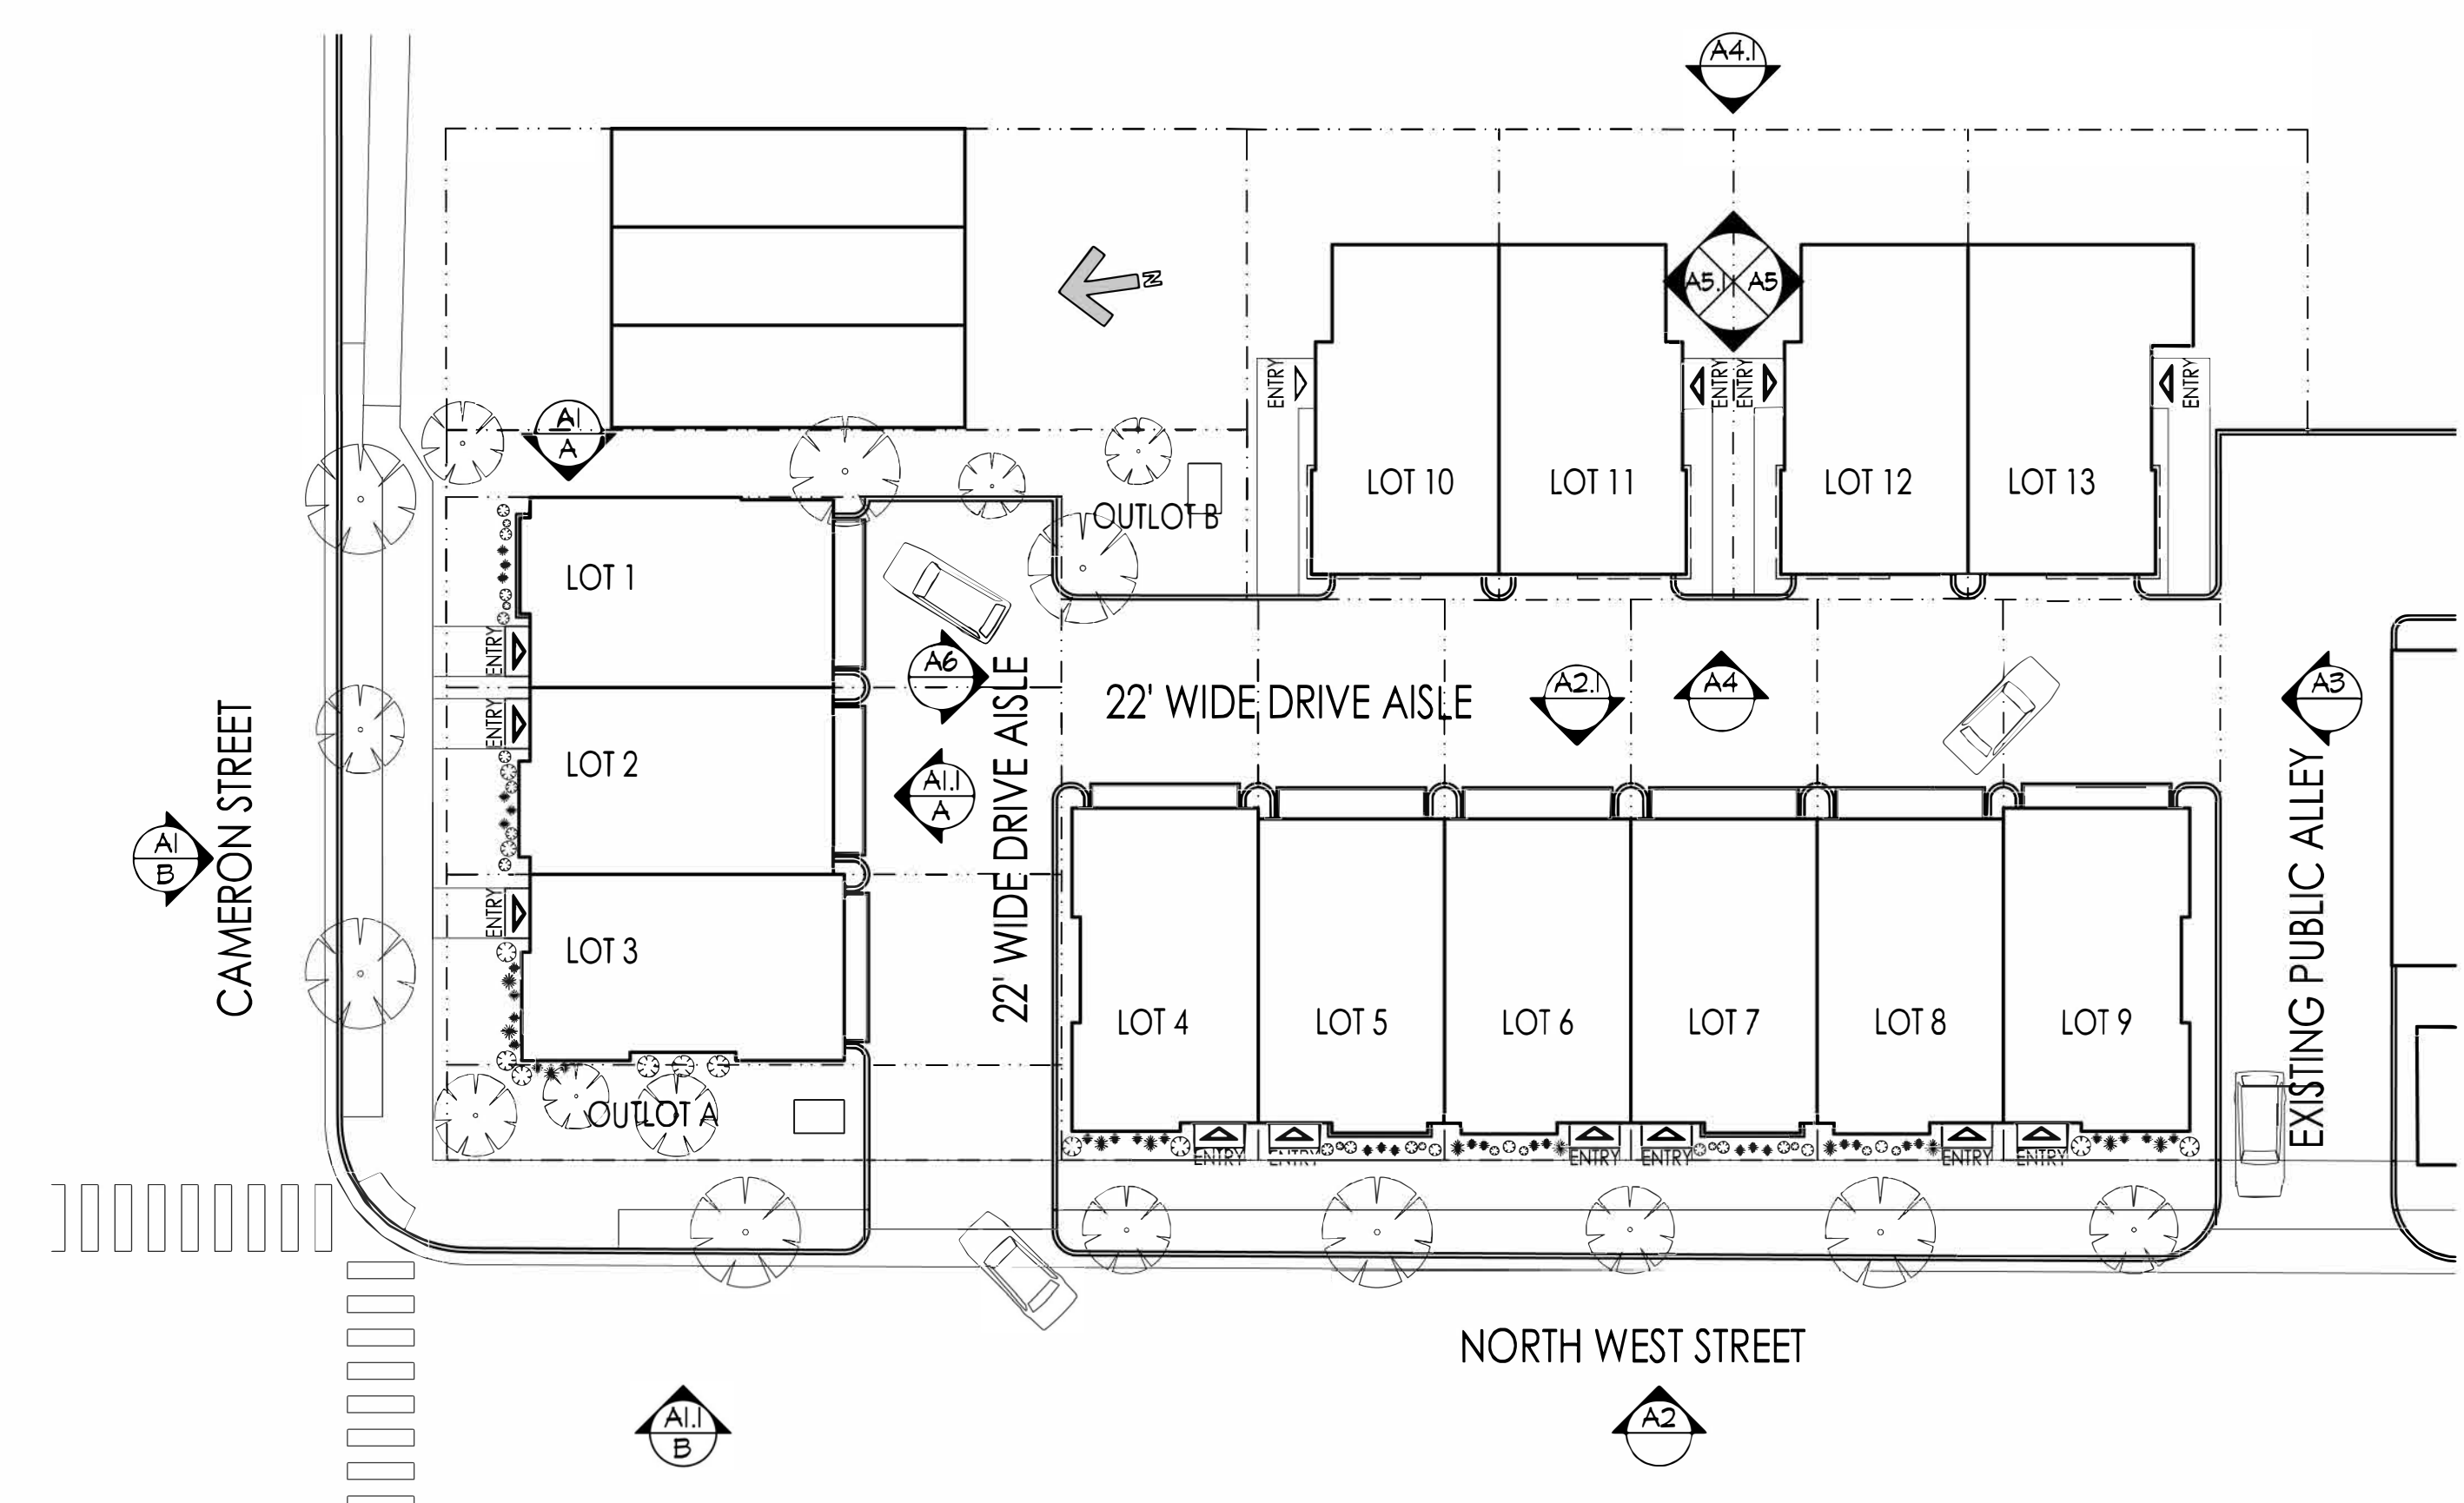 A4.1
N
A5.1
A5
ENTRY
ENTRY
ENTRY
ENTRY
A1
A
LOT 10
LOT 11
LOT 12
LOT 13
OUTLOT B
LOT 1
ENTRY
A6
22' WIDE DRIVE AISLE
22' WIDE DRIVE AISLE
A2.1
A4
A3
ENTRY
LOT 2
A1.1
A
CAMERON STREET
A1
B
EXISTING PUBLIC ALLEY
ENTRY
LOT 3
LOT 4
LOT 5
LOT 6
LOT 7
LOT 8
LOT 9
OUTLOT A
ENTRY
ENTRY
ENTRY
ENTRY
ENTRY
ENTRY
NORTH WEST STREET
A1.1
B
A2